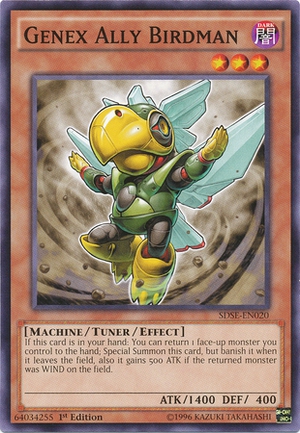 GENEX ALLY BIRDMAN
DARK
闇
SDSE-EN020
[MACHINE/TUNER/EFFECT]
If this card is in your hand: You can return 1 face-up monster
you control to the hand; Special Summon this card, but banish it when
it leaves the field, also it gains 500 ATK if the returned monster
was WIND on the field.
ATK/1400 DEF/ 400
64034255 1st Edition ©1996 KAZUKI TAKAHASHI